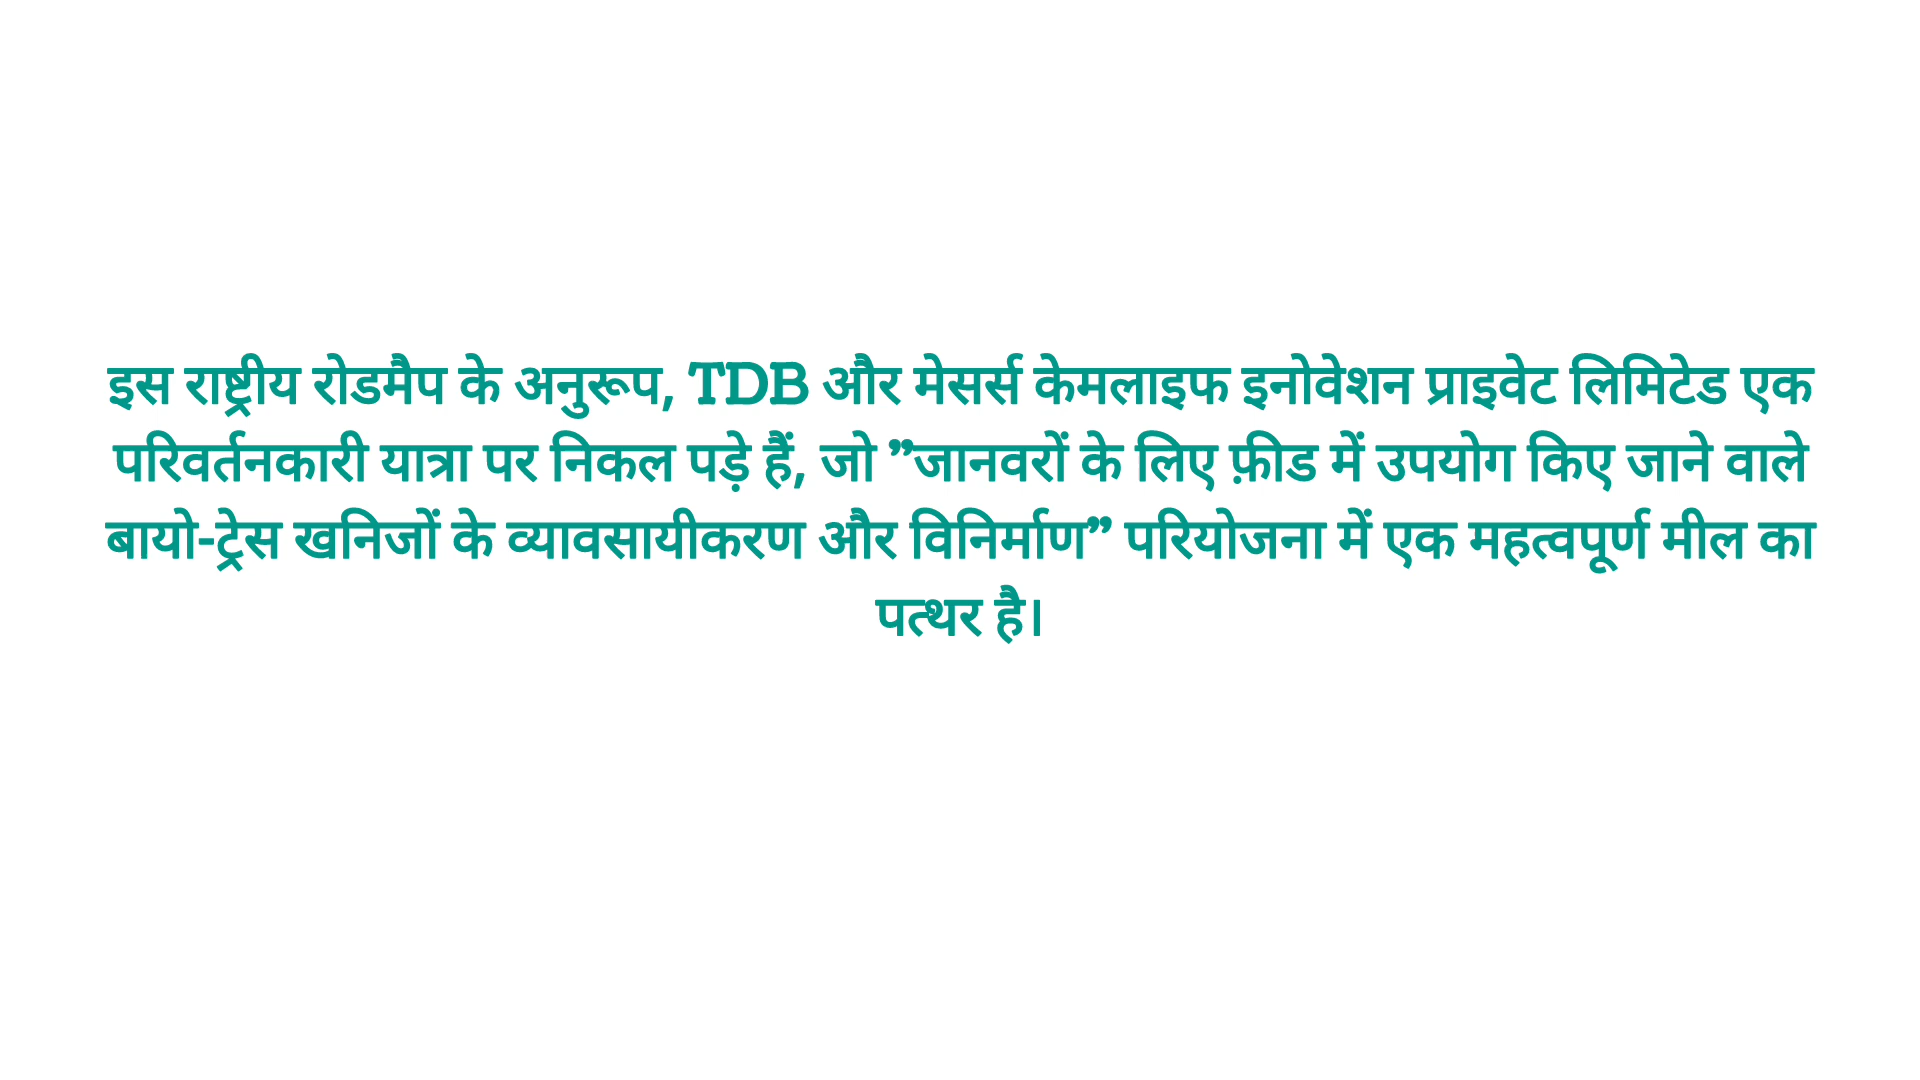 इस राष्ट्रीय रोडमैप के अनुरूप, TDB और मेसर्स केमलाइफ इनोवेशन प्राइवेट लिमिटेड एक
परिवर्तनकारी यात्रा पर निकल पड़े हैं, जो ”जानवरों के लिए फ़ीड में उपयोग किए जाने वाले
बायो-ट्रेस खनिजों के व्यावसायीकरण और विनिर्माण” परियोजना में एक महत्वपूर्ण मील का
पत्थर है।